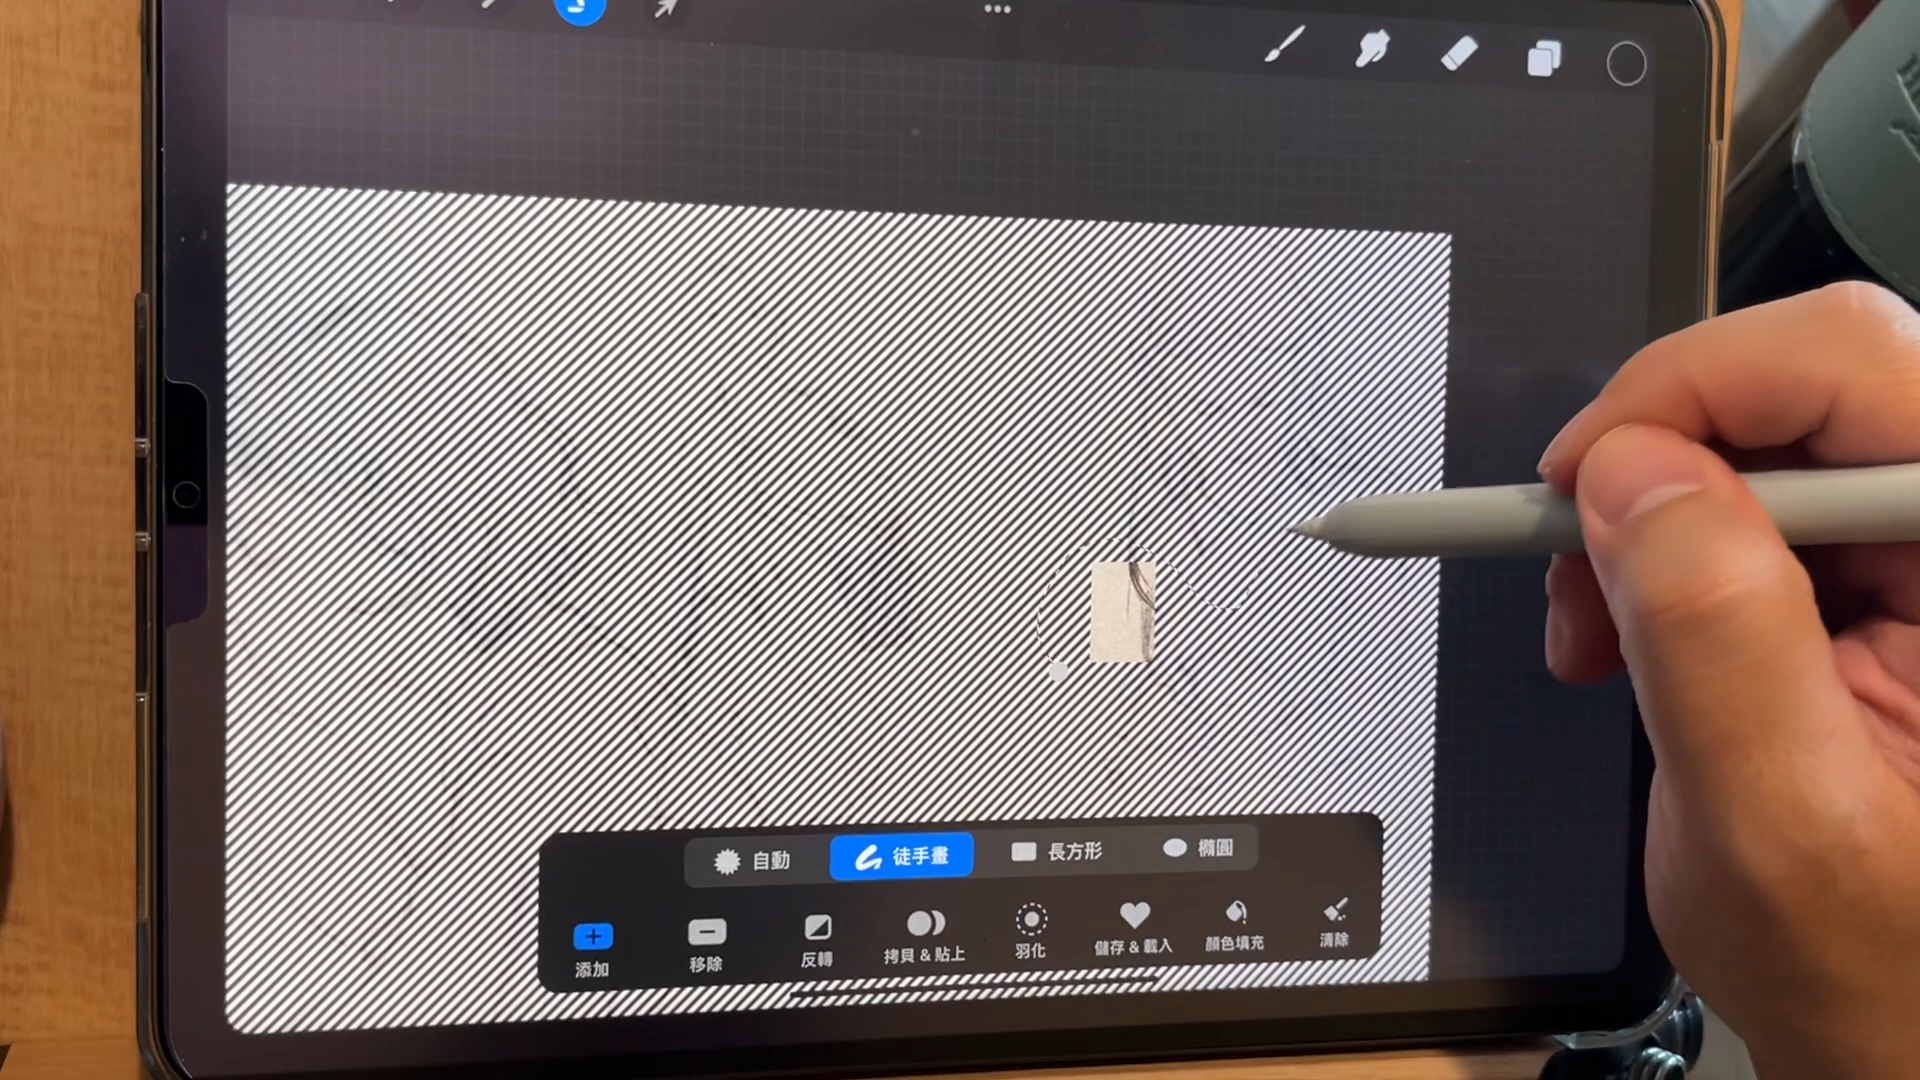 自動
徒手畫
長方形
橢圓
添加
移除
反轉
拷貝 & 貼上
羽化
儲存 & 載入
顏色填充
清除